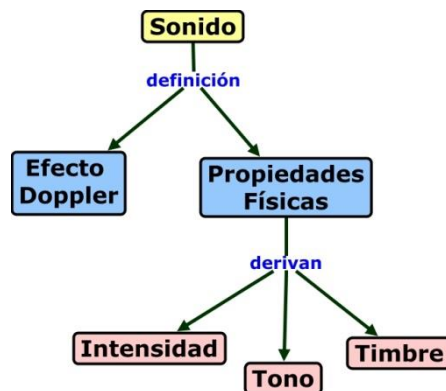 Sonido
definición
Efecto
Doppler
Propiedades
Físicas
derivan
Intensidad
Tono
Timbre